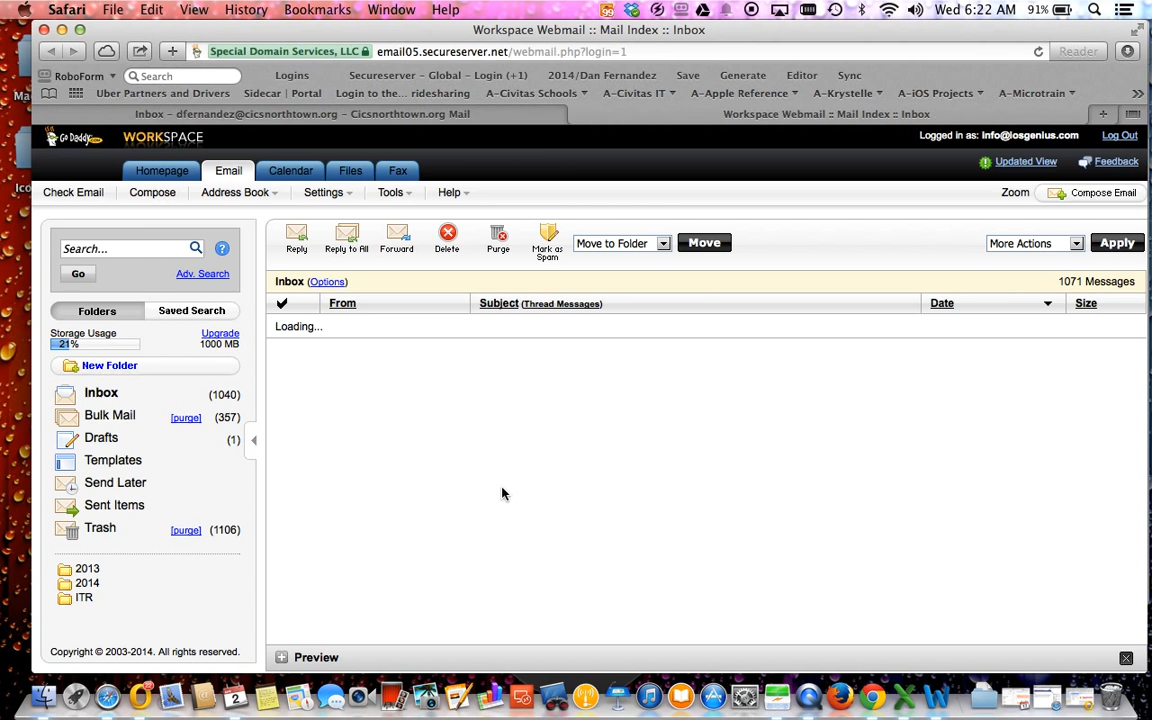 Safari File Edit View History Bookmarks Window Help 99 Wed 6:22 AM 91%
Workspace Webmail :: Mail Index :: Inbox
Special Domain Services, LLC email05.secureserver.net/webmail.php?login=1 Reader
RoboForm Search Logins Secureserver - Global - Login (+1) 2014/Dan Fernandez Save Generate Editor Sync
Uber Partners and Drivers Sidecar | Portal Login to the... ridesharing A-Civitas Schools A-Civitas IT A-Apple Reference A-Krystelle A-iOS Projects A-Microtrain
Inbox - dfernandez@cicsnorthtown.org - Cicsnorthtown.org Mail Workspace Webmail :: Mail Index :: Inbox
Go Daddy.com WORKSPACE Logged in as: Info@losgenius.com Log Out
Homepage Email Calendar Files Fax Updated View Feedback
Check Email Compose Address Book Settings Tools Help Zoom Compose Email
Search... ?
Go Adv. Search
Reply Reply to All Forward Delete Purge Mark as Spam Move to Folder Move More Actions Apply
Inbox (Options) 1071 Messages
From Subject (Thread Messages) Date Size
Loading...
Folders Saved Search
Storage Usage Upgrade
21% 1000 MB
New Folder
Inbox (1040)
Bulk Mail [purge] (357)
Drafts (1)
Templates
Send Later
Sent Items
Trash [purge] (1106)
2013
2014
ITR
Copyright © 2003-2014. All rights reserved.
Preview
2